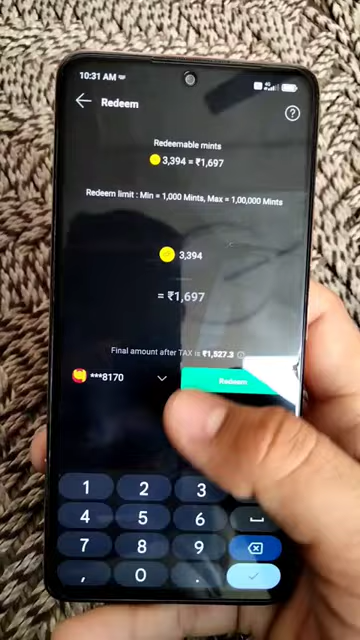 10:31 AM
Redeem
Redeemable mints
3,394 = ₹1,697
Redeem limit : Min = 1,000 Mints, Max = 1,00,000 Mints
3,394
= ₹1,697
Final amount after TAX is ₹1,527.3
***8170
Redeem
1 2 3
4 5 6
7 8 9
, 0 .